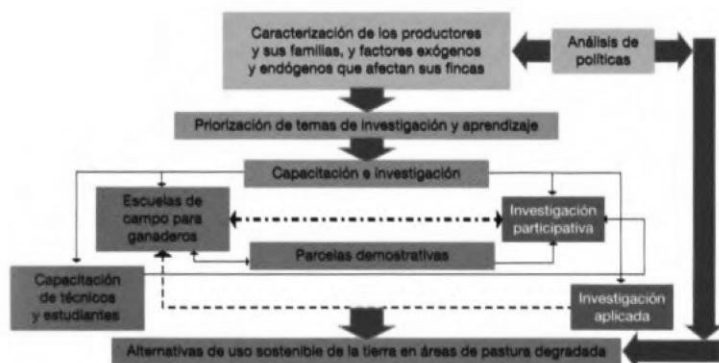 Caracterización de los productores
y sus familias, y factores exógenos
y endógenos que afectan sus fincas
Análisis de
políticas
Priorización de temas de investigación y aprendizaje
Capacitación e investigación
Escuelas de
campo para
ganaderos
Investigación
participativa
Parcelas demostrativas
Capacitación
de técnicos
y estudiantes
Investigación
aplicada
Alternativas de uso sostenible de la tierra en áreas de pastura degradada